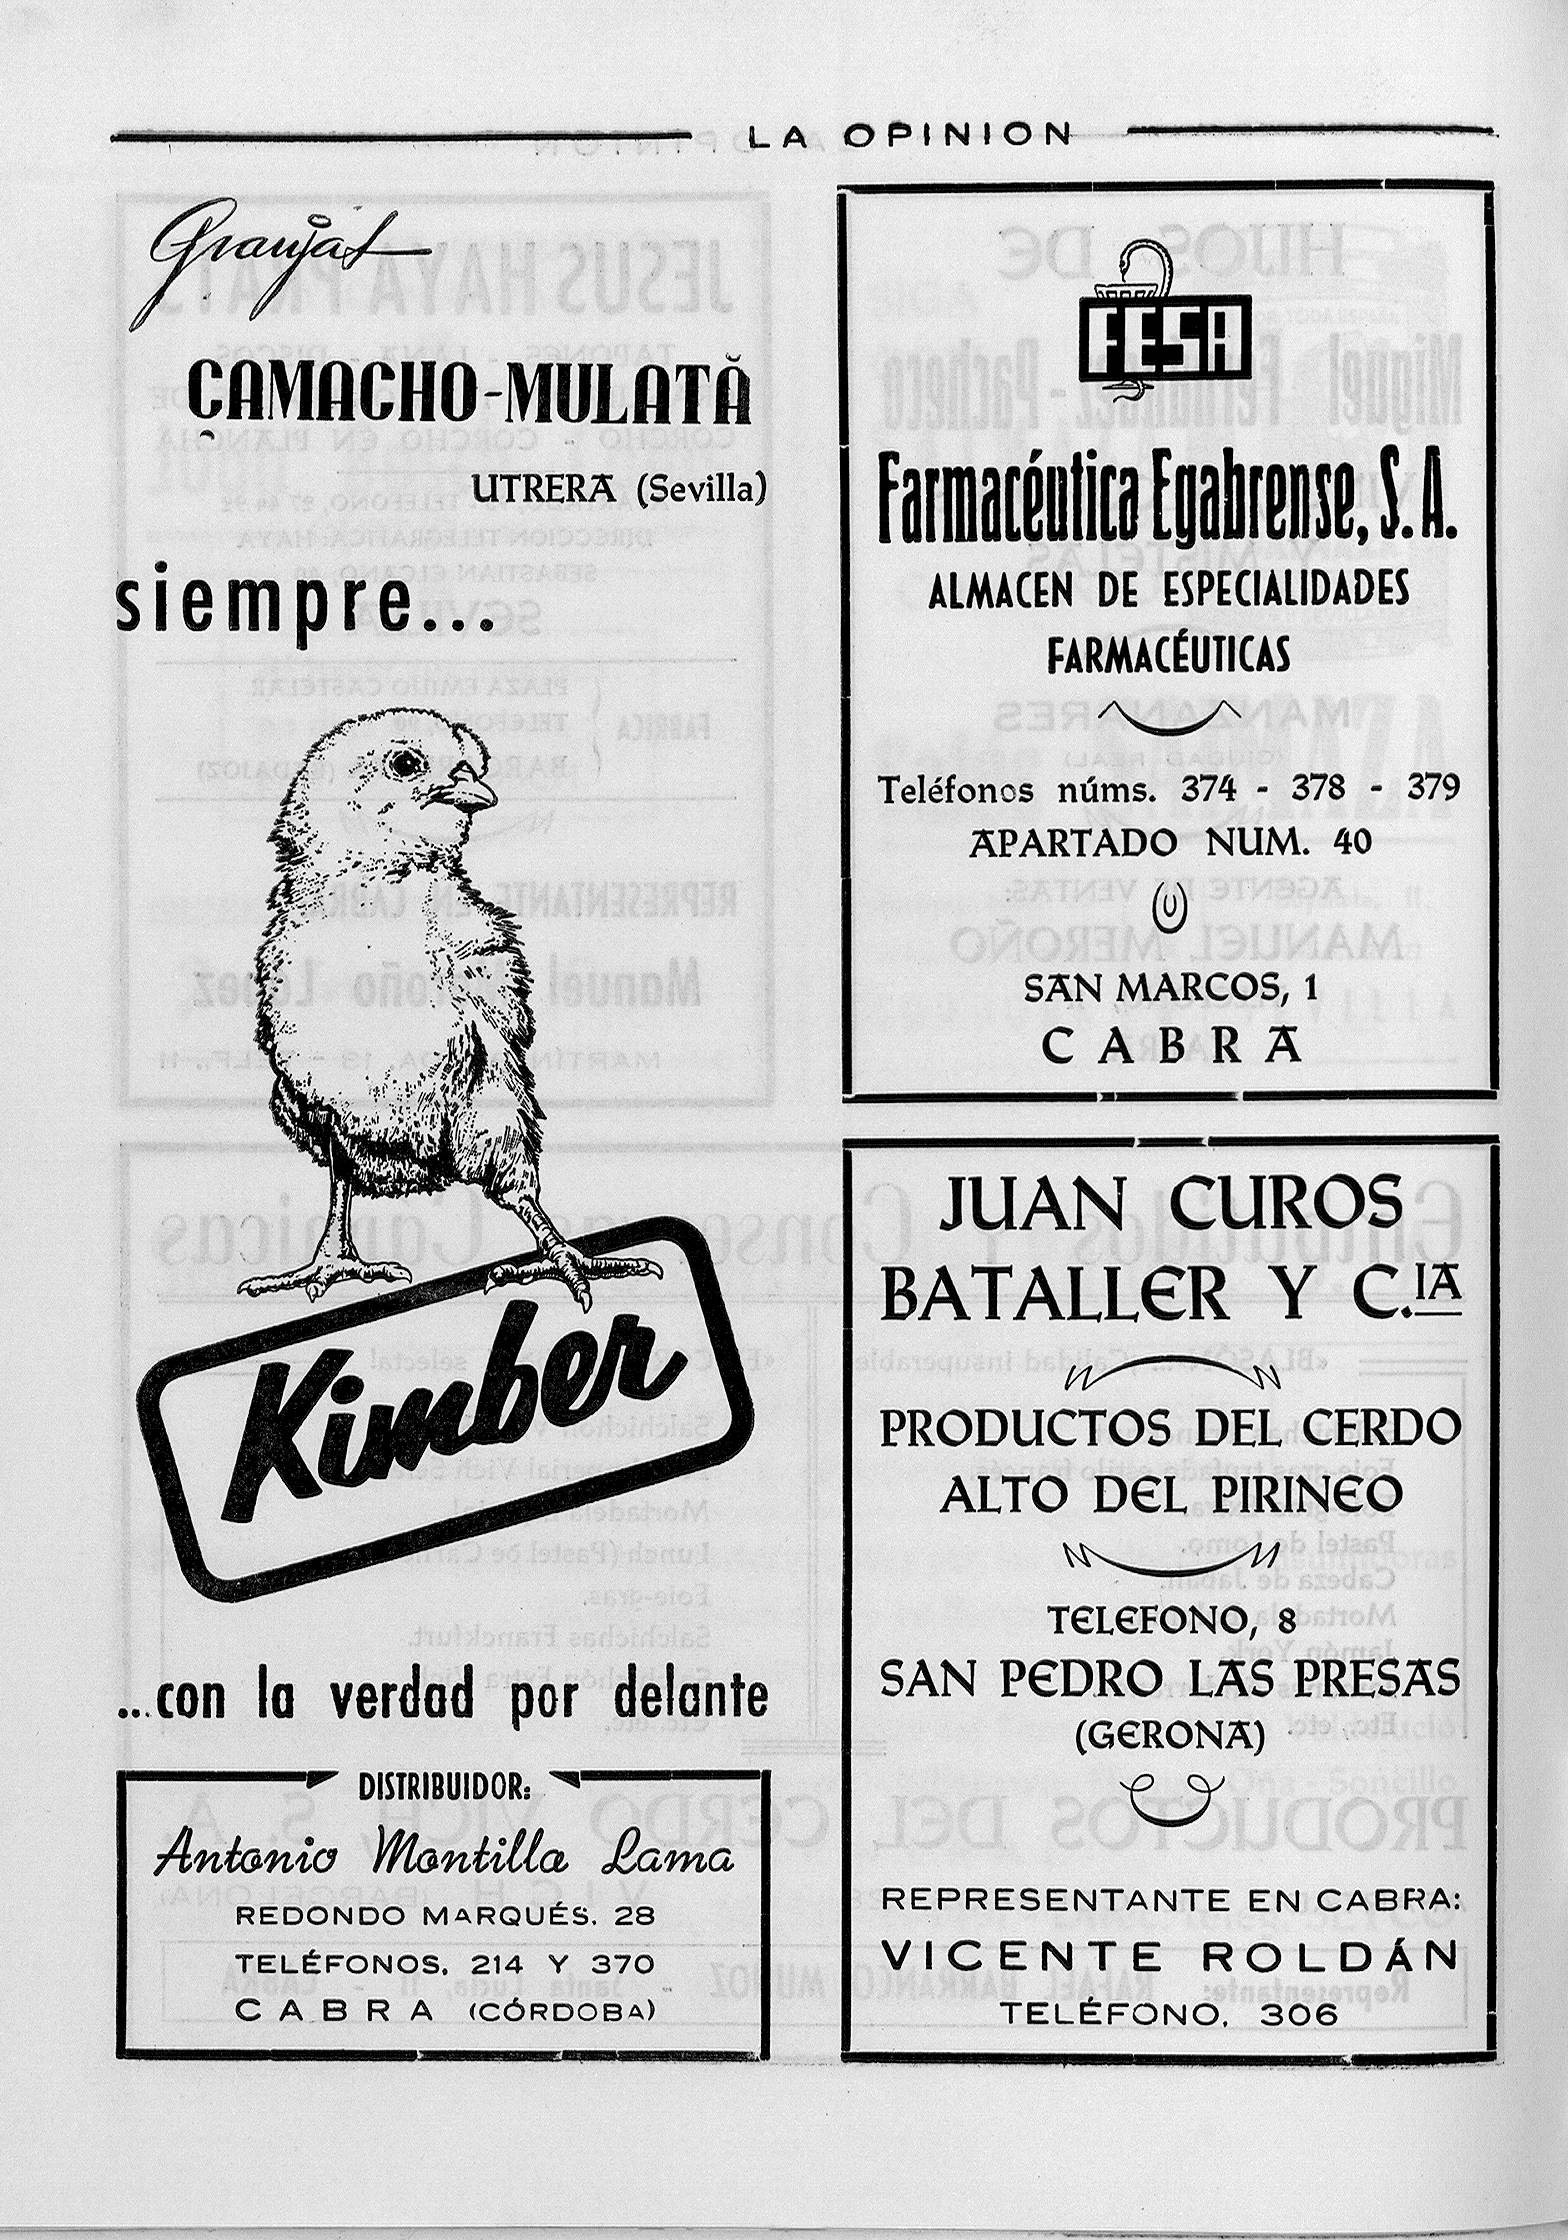 LA OPINION
Granjas
CAMACHO-MULATA
UTRERA (Sevilla)
siempre...
Kimber
...con la verdad por delante
DISTRIBUIDOR:
Antonio Montilla Lama
REDONDO MARQUÉS. 28
TELÉFONOS. 214 Y 370
CABRA (CÓRDOBA)
FESA
Farmacéutica Egabrense, S.A.
ALMACEN DE ESPECIALIDADES
FARMACÉUTICAS
Teléfonos núms. 374 - 378 - 379
APARTADO NUM. 40
SAN MARCOS, 1
CABRA
JUAN CUROS
BATALLER Y C.IA
PRODUCTOS DEL CERDO
ALTO DEL PIRINEO
TELEFONO, 8
SAN PEDRO LAS PRESAS
(GERONA)
REPRESENTANTE EN CABRA:
VICENTE ROLDÁN
TELÉFONO. 306